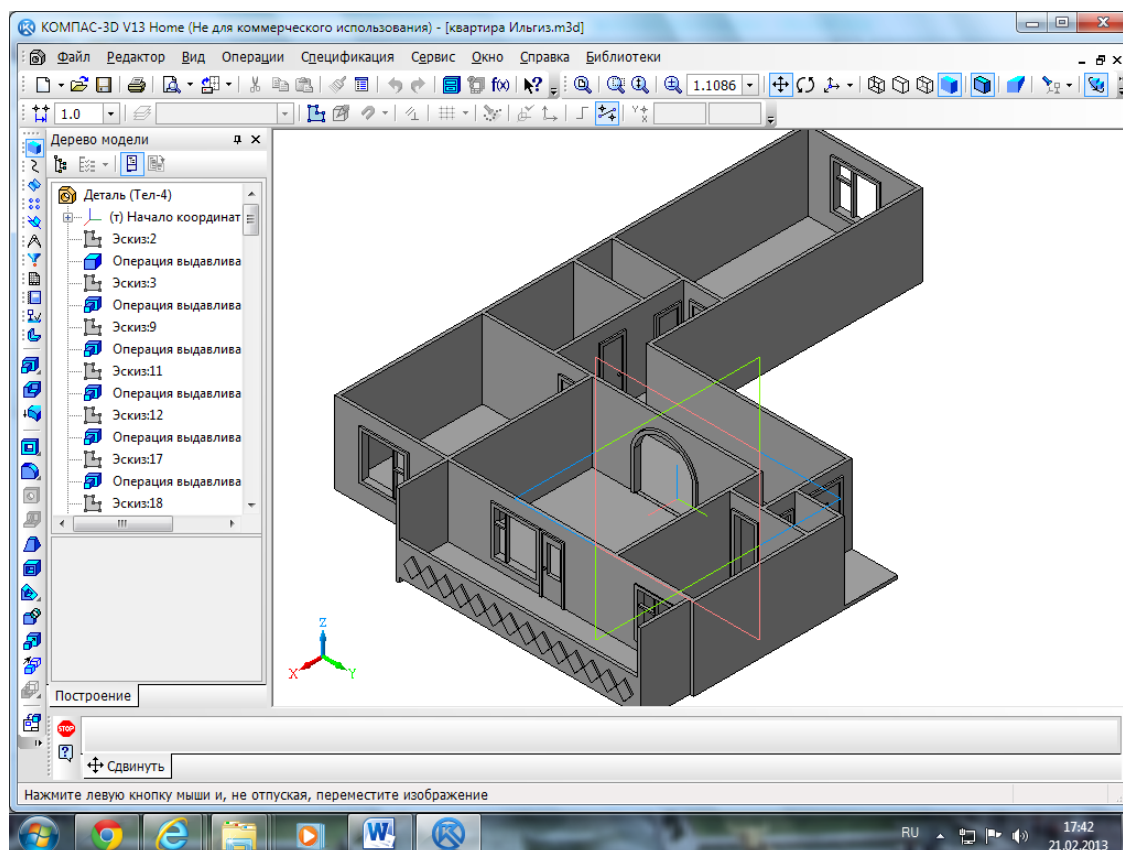 КОМПАС-3D V13 Home (Не для коммерческого использования) - [квартира Ильгиз.m3d]
Файл Редактор Вид Операции Спецификация Сервис Окно Справка Библиотеки
f(x) 1.1086
1.0
Дерево модели
Деталь (Тел-4)
(т) Начало координат
Эскиз:2
Операция выдавлива
Эскиз:3
Операция выдавлива
Эскиз:9
Операция выдавлива
Эскиз:11
Операция выдавлива
Эскиз:12
Операция выдавлива
Эскиз:17
Операция выдавлива
Эскиз:18
Z
X Y
Построение
STOP
Сдвинуть
Нажмите левую кнопку мыши и, не отпуская, переместите изображение
RU 17:42
21.02.2013